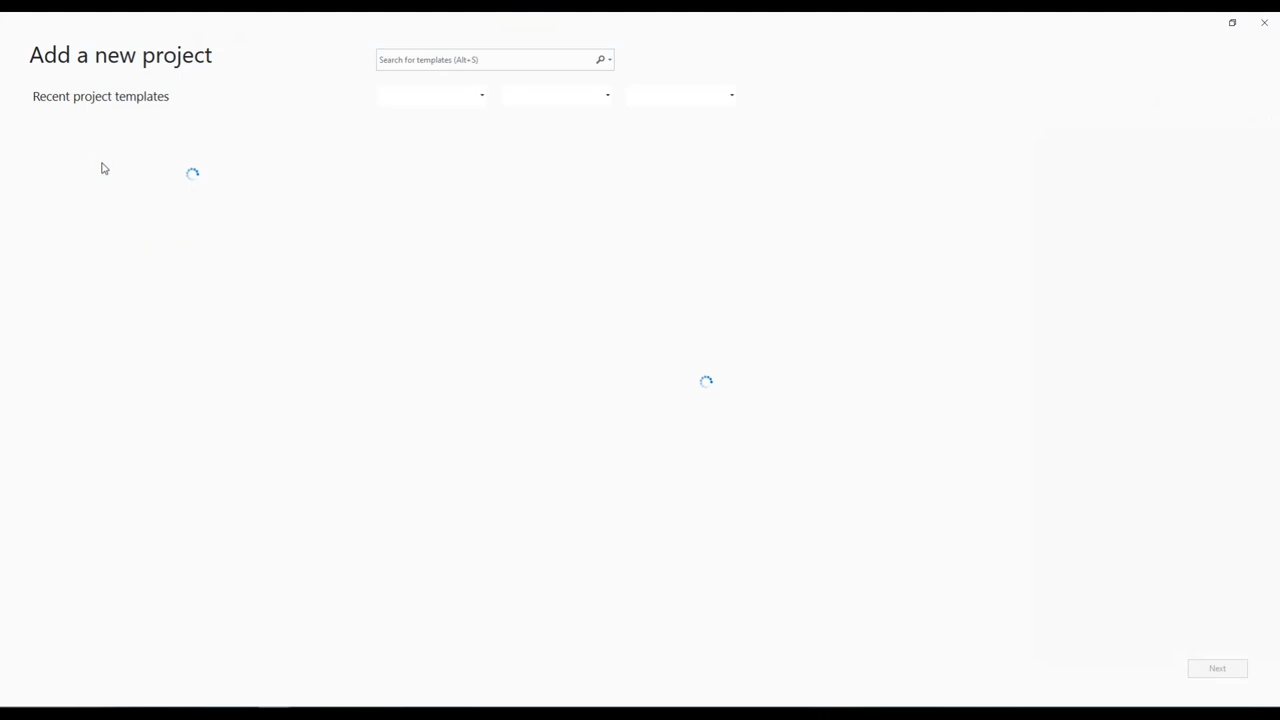 Add a new project
Search for templates (Alt+S)
Recent project templates
Next